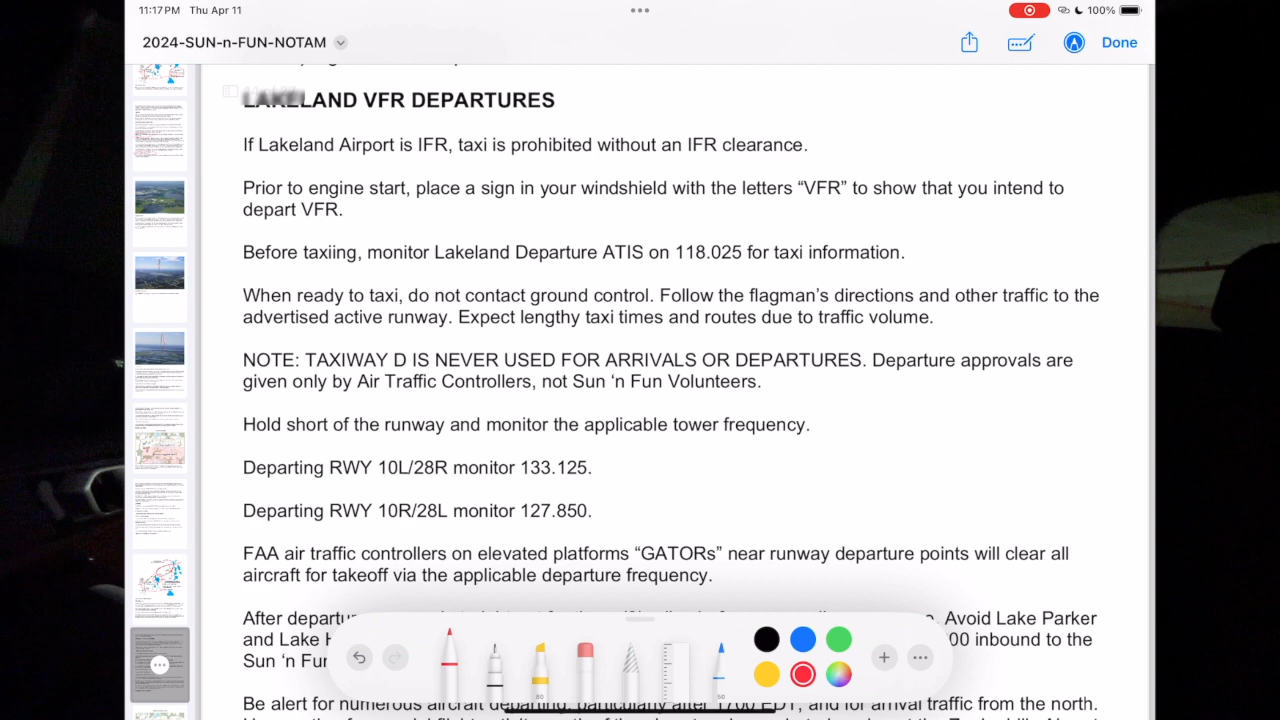 11:17PM Thu Apr 11
100%
2024-SUN-n-FUN-NOTAM
Done
LAKELAND VFR DEPARTURES
If Lakeland Airport is IFR, taxi is prohibited without an IFR clearance.
Prior to engine start, place a sign in your windshield with the letters “VFR” to show that you intend to
depart VFR.
Before taxiing, monitor Lakeland Departure ATIS on 118.025 for taxi information.
When ready to taxi, do not contact ground control. Follow the flagman’s directions and other traffic to the
advertised active runway. Expect lengthy taxi times and routes due to traffic volume.
NOTE: TAXIWAY D IS NEVER USED FOR ARRIVALS OR DEPARTURES. Departure approvals are
given only by Air Traffic Controllers, not Sun ’n Fun Volunteers.
Hold short of the runway and monitor the applicable tower frequency.
Departing RWY 10L/28R monitor 133.125.
Departing RWY 10R/28L monitor 127.850.
FAA air traffic controllers on elevated platforms “GATORs” near runway departure points will clear all
aircraft for takeoff via the applicable departure frequency.
After Avoid Lake Parker
and inbound to the
Sun ‘n
80
50
Be alert for numerous aircraft departing, particularly after 1700 EDT, and arrival traffic from the north.